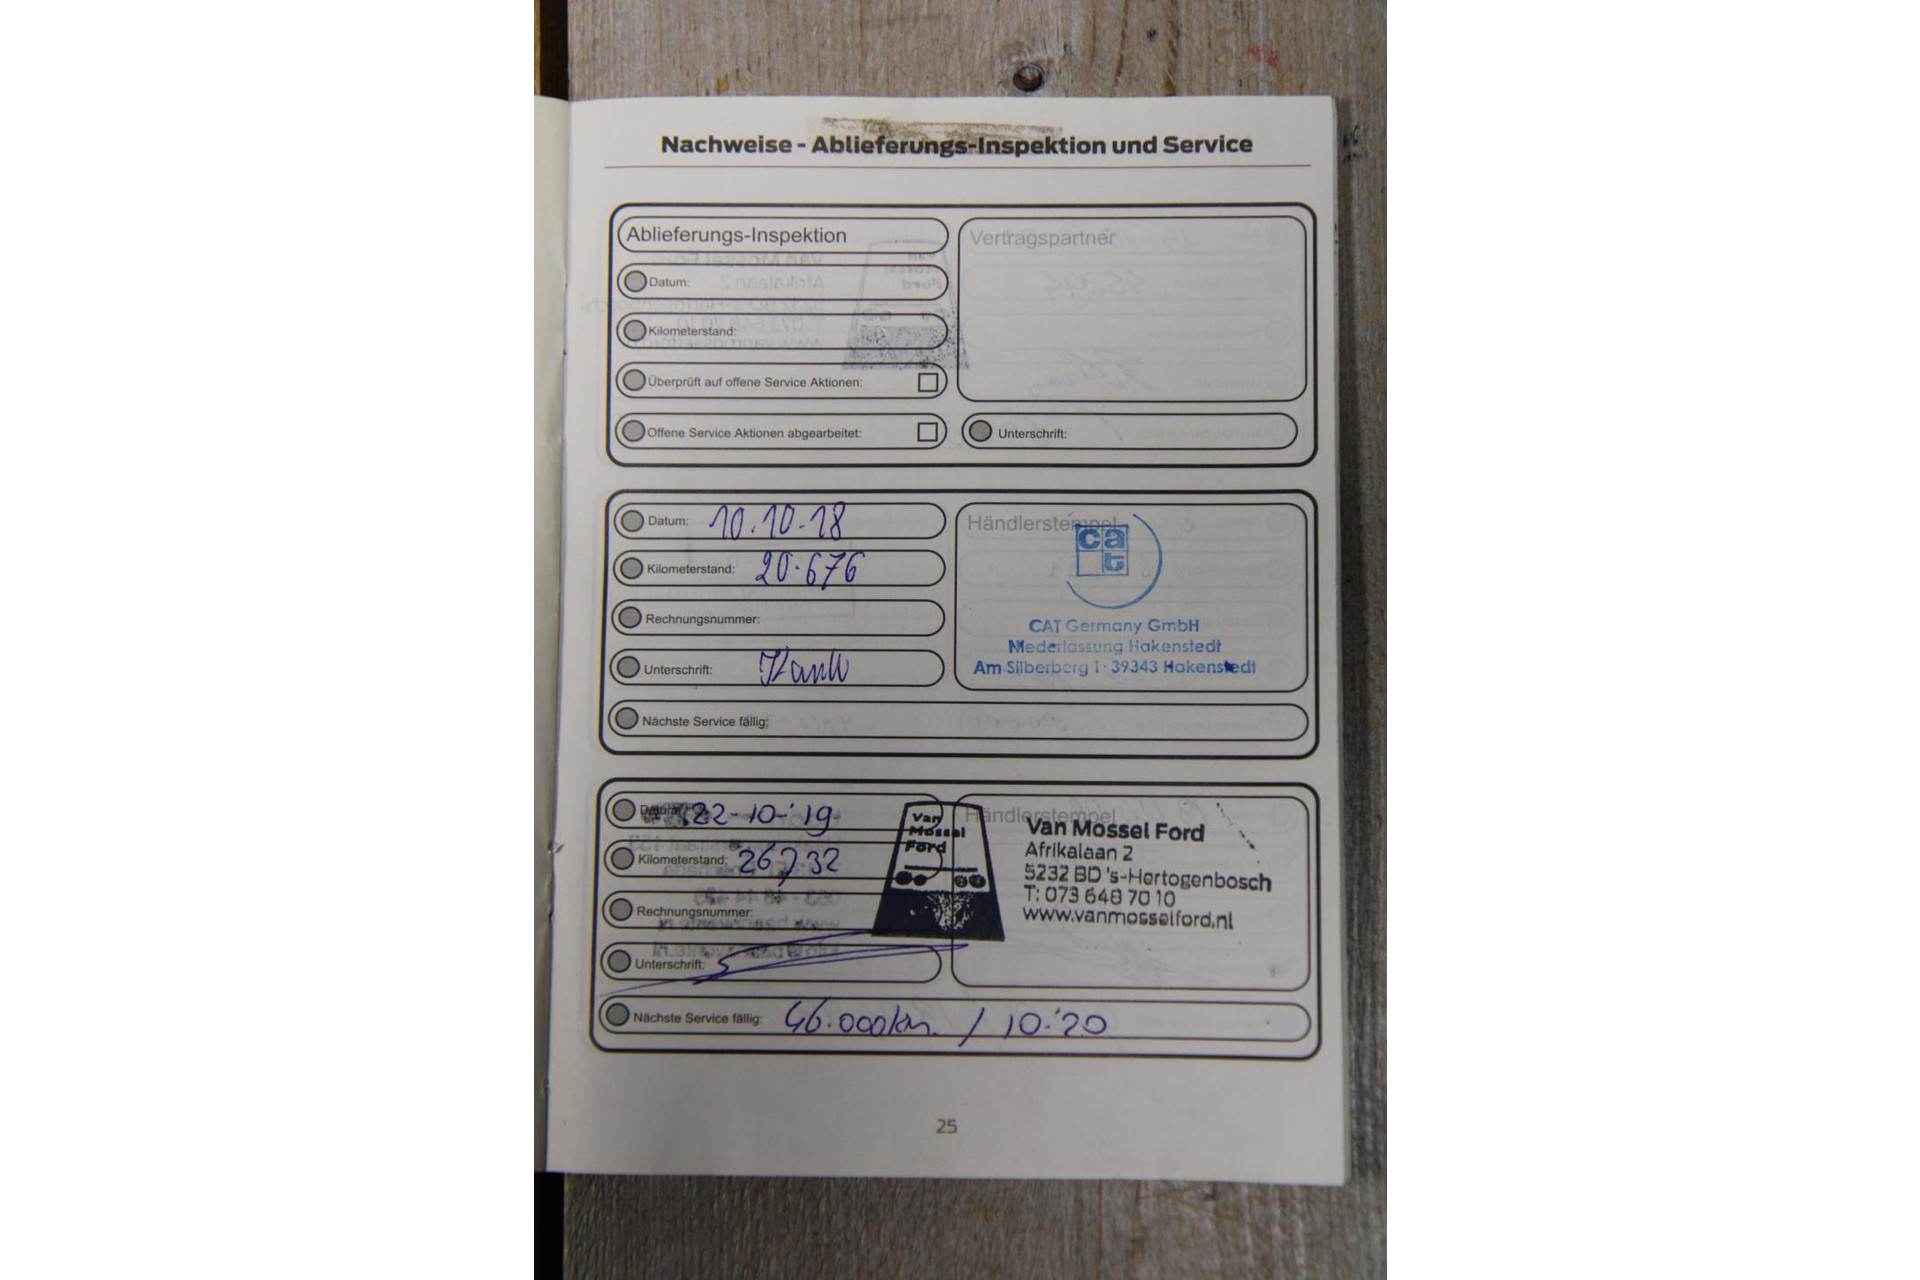 Nachweise - Ablieferungs-Inspektion und Service
Ablieferungs-Inspektion
Vertragspartner
Datum:
Kilometerstand:
Überprüft auf offene Service Aktionen:
Offene Service Aktionen abgearbeitet:
Unterschrift:
Datum: 10.10.18
Kilometerstand: 20.676
Rechnungsnummer:
Unterschrift:
Nächste Service fällig:
Händlerstempel
ca
t
CAT Germany GmbH
Niederlassung Hakenstedt
Am Silberberg 1 · 39343 Hakenstedt
Datum: 22-10-'19
Kilometerstand: 26732
Rechnungsnummer:
Unterschrift:
Nächste Service fällig: 46.000km. / 10-'20
Händlerstempel
Van
Mossel
Ford
Van Mossel Ford
Afrikalaan 2
5232 BD 's-Hertogenbosch
T: 073 648 70 10
www.vanmosselford.nl
25